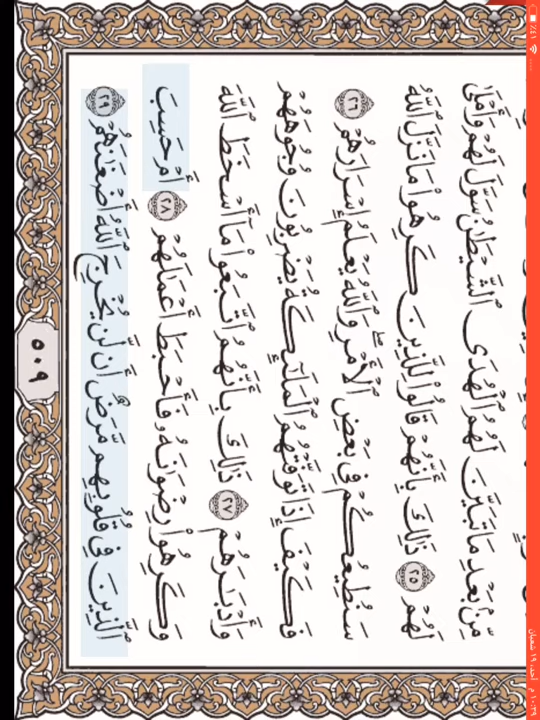 مِّنۢ بَعۡدِ مَا تَبَيَّنَ لَهُمُ ٱلۡهُدَى ٱلشَّيۡطَٰنُ سَوَّلَ لَهُمۡ وَأَمۡلَىٰ
لَهُمۡ ٢٥ ذَٰلِكَ بِأَنَّهُمۡ قَالُواْ لِلَّذِينَ كَرِهُواْ مَا نَزَّلَ ٱللَّهُ
سَنُطِيعُكُمۡ فِي بَعۡضِ ٱلۡأَمۡرِۖ وَٱللَّهُ يَعۡلَمُ إِسۡرَارَهُمۡ ٢٦
فَكَيۡفَ إِذَا تَوَفَّتۡهُمُ ٱلۡمَلَٰٓئِكَةُ يَضۡرِبُونَ وُجُوهَهُمۡ
وَأَدۡبَٰرَهُمۡ ٢٧ ذَٰلِكَ بِأَنَّهُمُ ٱتَّبَعُواْ مَآ أَسۡخَطَ ٱللَّهَ
وَكَرِهُواْ رِضۡوَٰنَهُۥ فَأَحۡبَطَ أَعۡمَٰلَهُمۡ ٢٨ أَمۡ حَسِبَ
ٱلَّذِينَ فِي قُلُوبِهِم مَّرَضٌ أَن لَّن يُخۡرِجَ ٱللَّهُ أَضۡغَٰنَهُمۡ ٢٩
٥٠٩